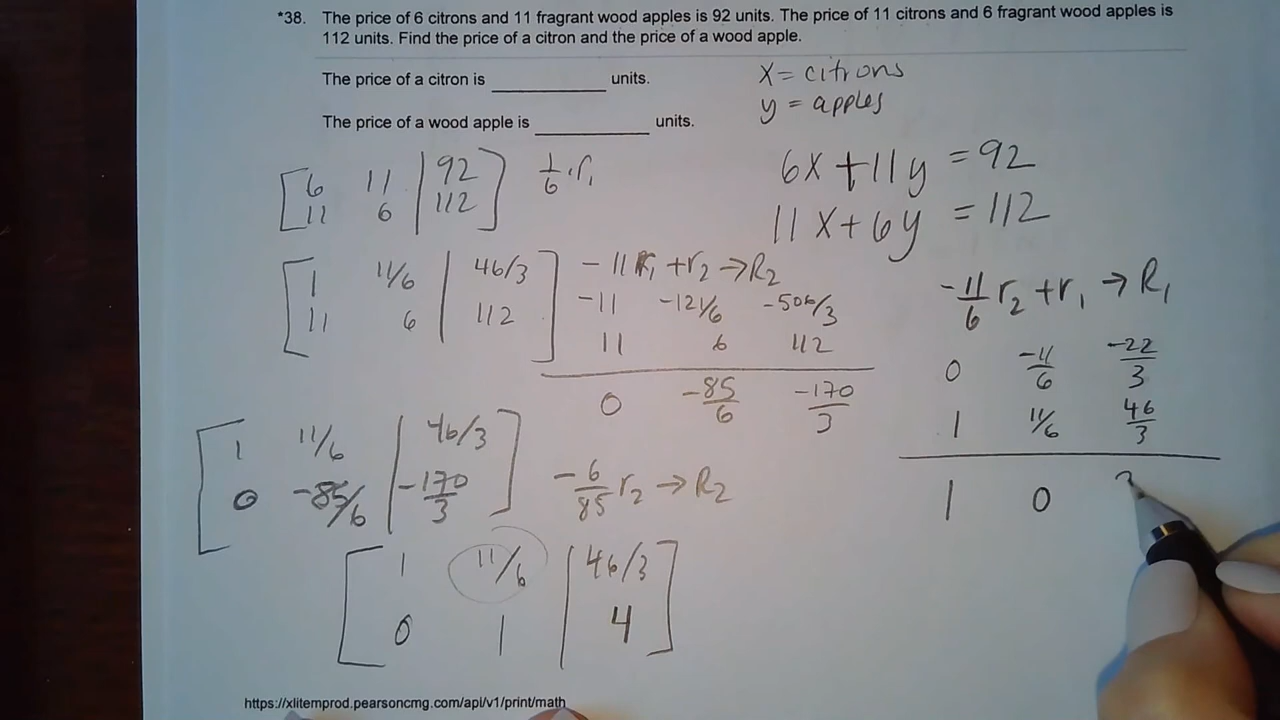 *38. The price of 6 citrons and 11 fragrant wood apples is 92 units. The price of 11 citrons and 6 fragrant wood apples is
112 units. Find the price of a citron and the price of a wood apple.
The price of a citron is ________ units.
The price of a wood apple is ________ units.
x = citrons
y = apples
6x + 11y = 92
11x + 6y = 112
[6 11 | 92] 1/6 · r₁
[11 6 | 112]
[1 11/6 | 46/3] -11R₁ + r₂ → R₂
[11 6 | 112]
-11 -121/6 -506/3
11 6 112
0 -85/6 -170/3
[1 11/6 | 46/3]
[0 -85/6 | -170/3] -6/85 r₂ → R₂
[1 11/6 | 46/3]
[0 1 | 4]
-11/6 r₂ + r₁ → R₁
0 -11/6 -22/3
1 11/6 46/3
1 0
https://xlitemprod.pearsoncmg.com/api/v1/print/math